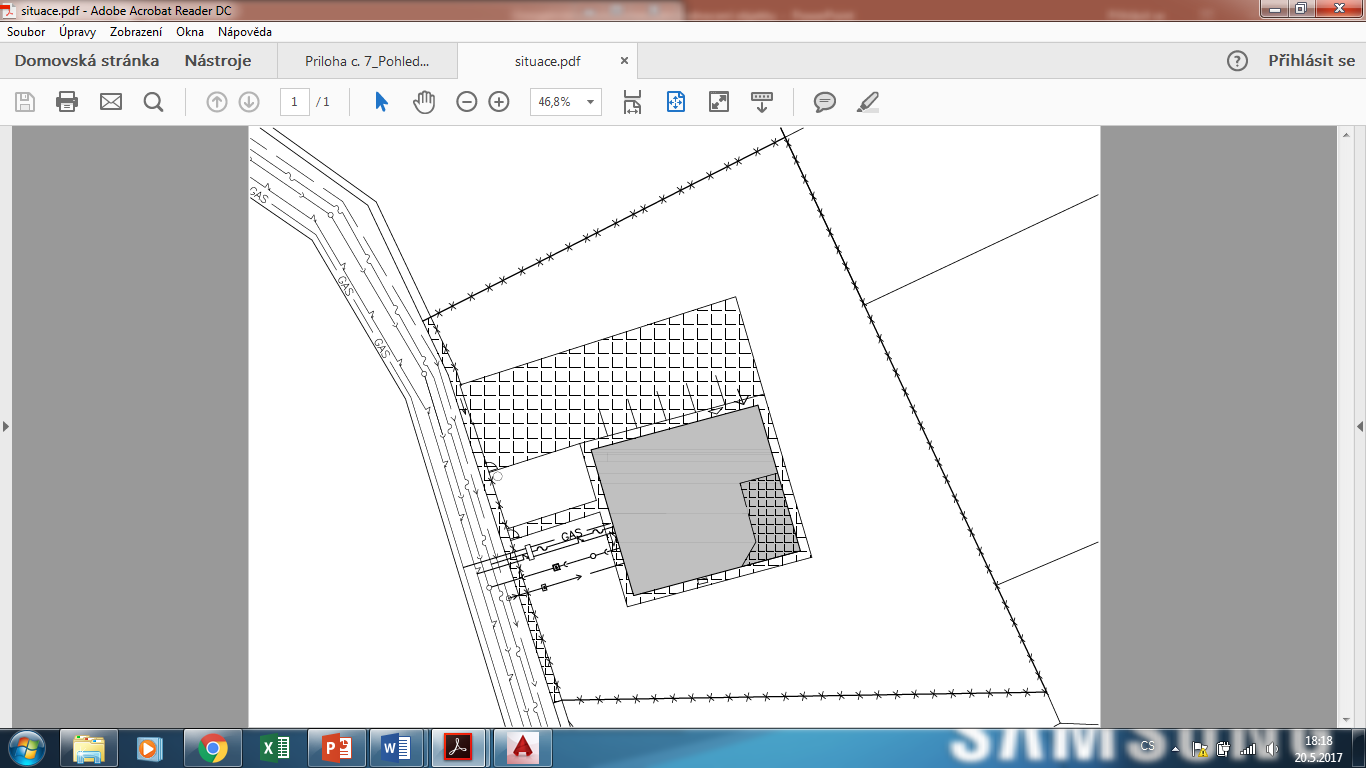 situace.pdf - Adobe Acrobat Reader DC
Soubor Úpravy Zobrazení Okna Nápověda
Domovská stránka Nástroje Priloha c. 7_Pohled... situace.pdf × ? Přihlásit se
1 / 1 46,8%
GAS
GAS
GAS
GAS
CS 18:18
20.5.2017
SAMSUNG